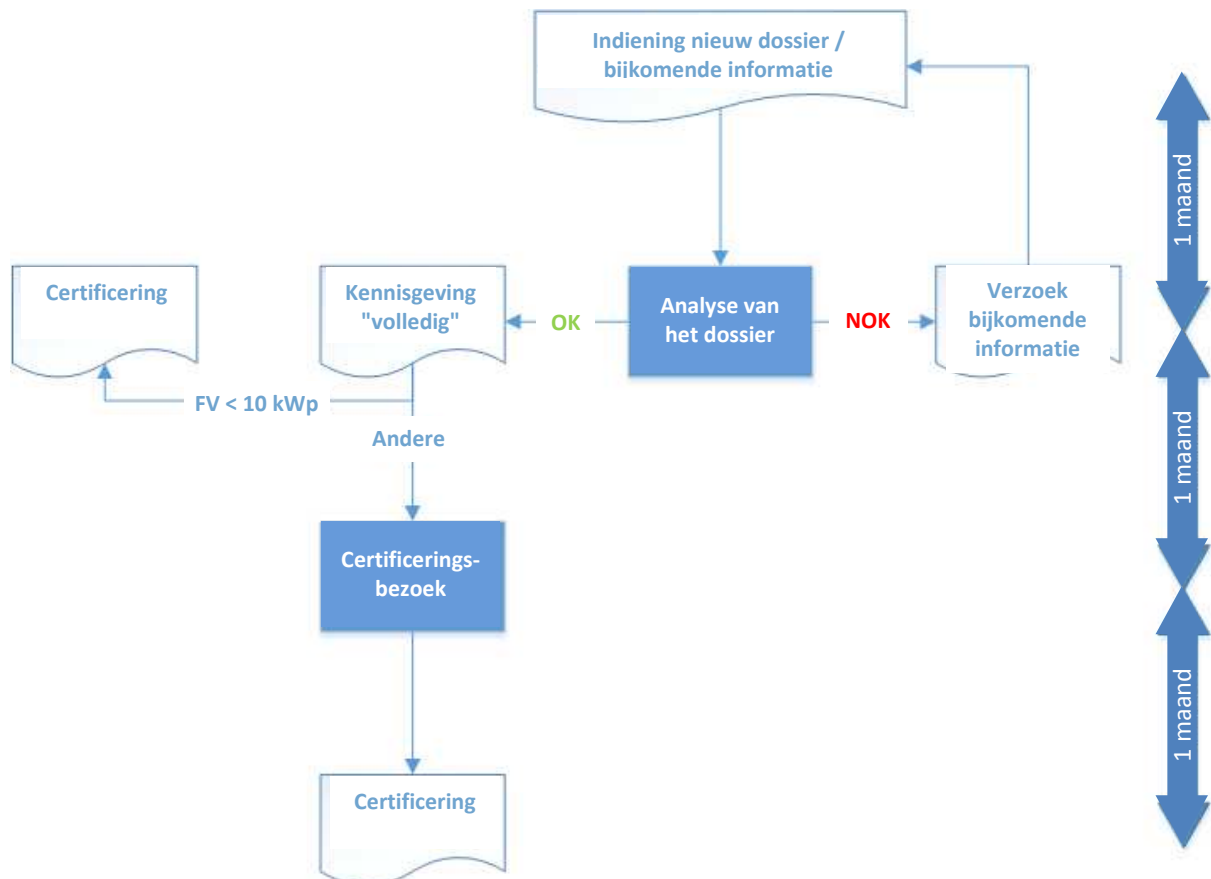 Indiening nieuw dossier /
bijkomende informatie
1 maand
Certificering
Kennisgeving
"volledig"
OK
Analyse van
het dossier
NOK
Verzoek
bijkomende
informatie
FV < 10 kWp
Andere
1 maand
Certificerings-
bezoek
1 maand
Certificering